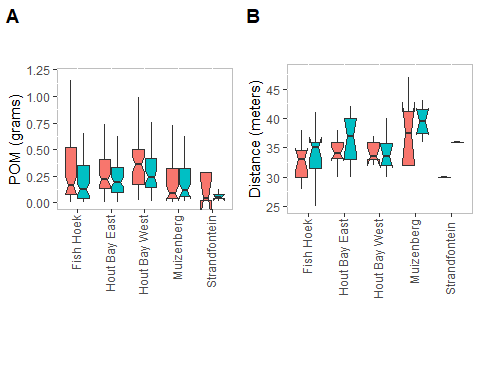 A
POM (grams)
1.25
1.00
0.75
0.50
0.25
0.00
Fish Hoek
Hout Bay East
Hout Bay West
Muizenberg
Strandfontein
B
Distance (meters)
45
40
35
30
25
Fish Hoek
Hout Bay East
Hout Bay West
Muizenberg
Strandfontein